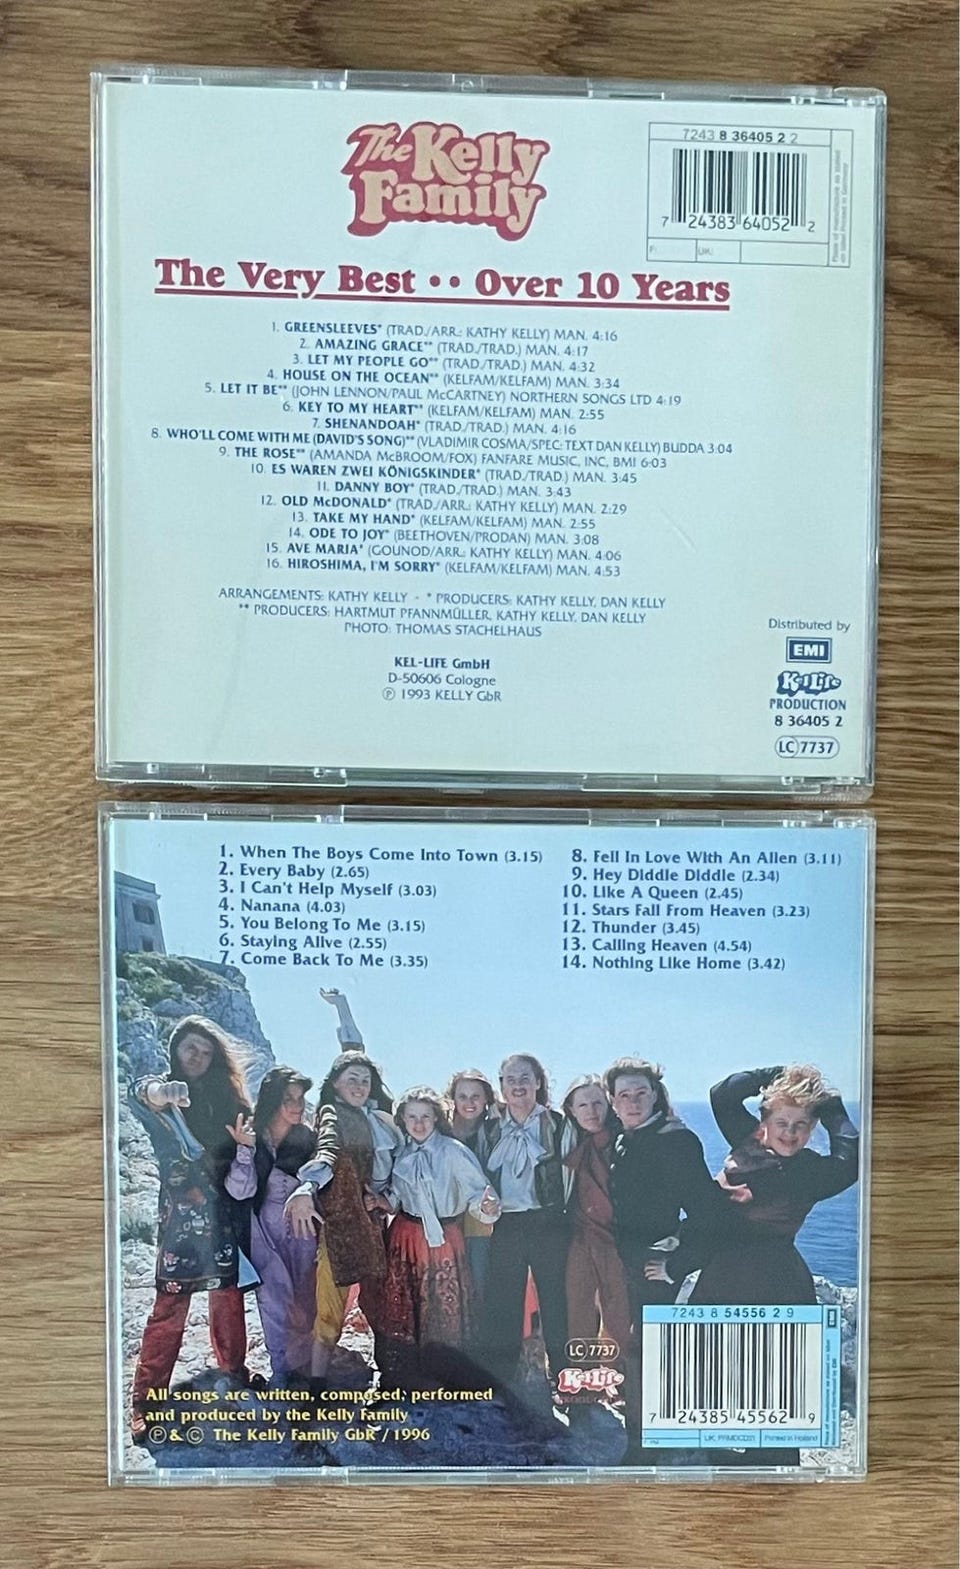 The Kelly
Family
7243 8 36405 2 2
7 24383 64052 2
F:
UK:
The Very Best •• Over 10 Years
1. GREENSLEEVES* (TRAD./ARR.: KATHY KELLY) MAN. 4:16
2. AMAZING GRACE** (TRAD./TRAD.) MAN. 4:17
3. LET MY PEOPLE GO** (TRAD./TRAD.) MAN. 4:32
4. HOUSE ON THE OCEAN** (KELFAM/KELFAM) MAN. 3:34
5. LET IT BE** (JOHN LENNON/PAUL McCARTNEY) NORTHERN SONGS LTD 4:19
6. KEY TO MY HEART** (KELFAM/KELFAM) MAN. 2:55
7. SHENANDOAH* (TRAD./TRAD.) MAN. 4:16
8. WHO'LL COME WITH ME (DAVID'S SONG)** (VLADIMIR COSMA/SPEC: TEXT DAN KELLY) BUDDA 3:04
9. THE ROSE** (AMANDA McBROOM/FOX) FANFARE MUSIC, INC, BMI 6:03
10. ES WAREN ZWEI KÖNIGSKINDER* (TRAD./TRAD.) MAN. 3:45
11. DANNY BOY* (TRAD./TRAD.) MAN. 3:43
12. OLD McDONALD* (TRAD./ARR.: KATHY KELLY) MAN. 2:29
13. TAKE MY HAND* (KELFAM/KELFAM) MAN. 2:55
14. ODE TO JOY* (BEETHOVEN/PRODAN) MAN. 3:08
15. AVE MARIA* (GOUNOD/ARR.: KATHY KELLY) MAN. 4:06
16. HIROSHIMA, I'M SORRY* (KELFAM/KELFAM) MAN. 4:53
ARRANGEMENTS: KATHY KELLY - * PRODUCERS: KATHY KELLY, DAN KELLY
** PRODUCERS: HARTMUT PFANNMÜLLER, KATHY KELLY, DAN KELLY
PHOTO: THOMAS STACHELHAUS
KEL-LIFE GmbH
D-50606 Cologne
℗ 1993 KELLY GbR
Distributed by
EMI
Kel-Life
PRODUCTION
8 36405 2
LC 7737
1. When The Boys Come Into Town (3.15)
2. Every Baby (2.65)
3. I Can't Help Myself (3.03)
4. Nanana (4.03)
5. You Belong To Me (3.15)
6. Staying Alive (2.55)
7. Come Back To Me (3.35)
8. Fell In Love With An Alien (3.11)
9. Hey Diddle Diddle (2.34)
10. Like A Queen (2.45)
11. Stars Fall From Heaven (3.23)
12. Thunder (3.45)
13. Calling Heaven (4.54)
14. Nothing Like Home (3.42)
All songs are written, composed, performed
and produced by the Kelly Family
℗ & © The Kelly Family GbR / 1996
LC 7737
Kel-Life
7243 8 54556 2 9
EMI
7 24385 45562 9
Printed in Holland